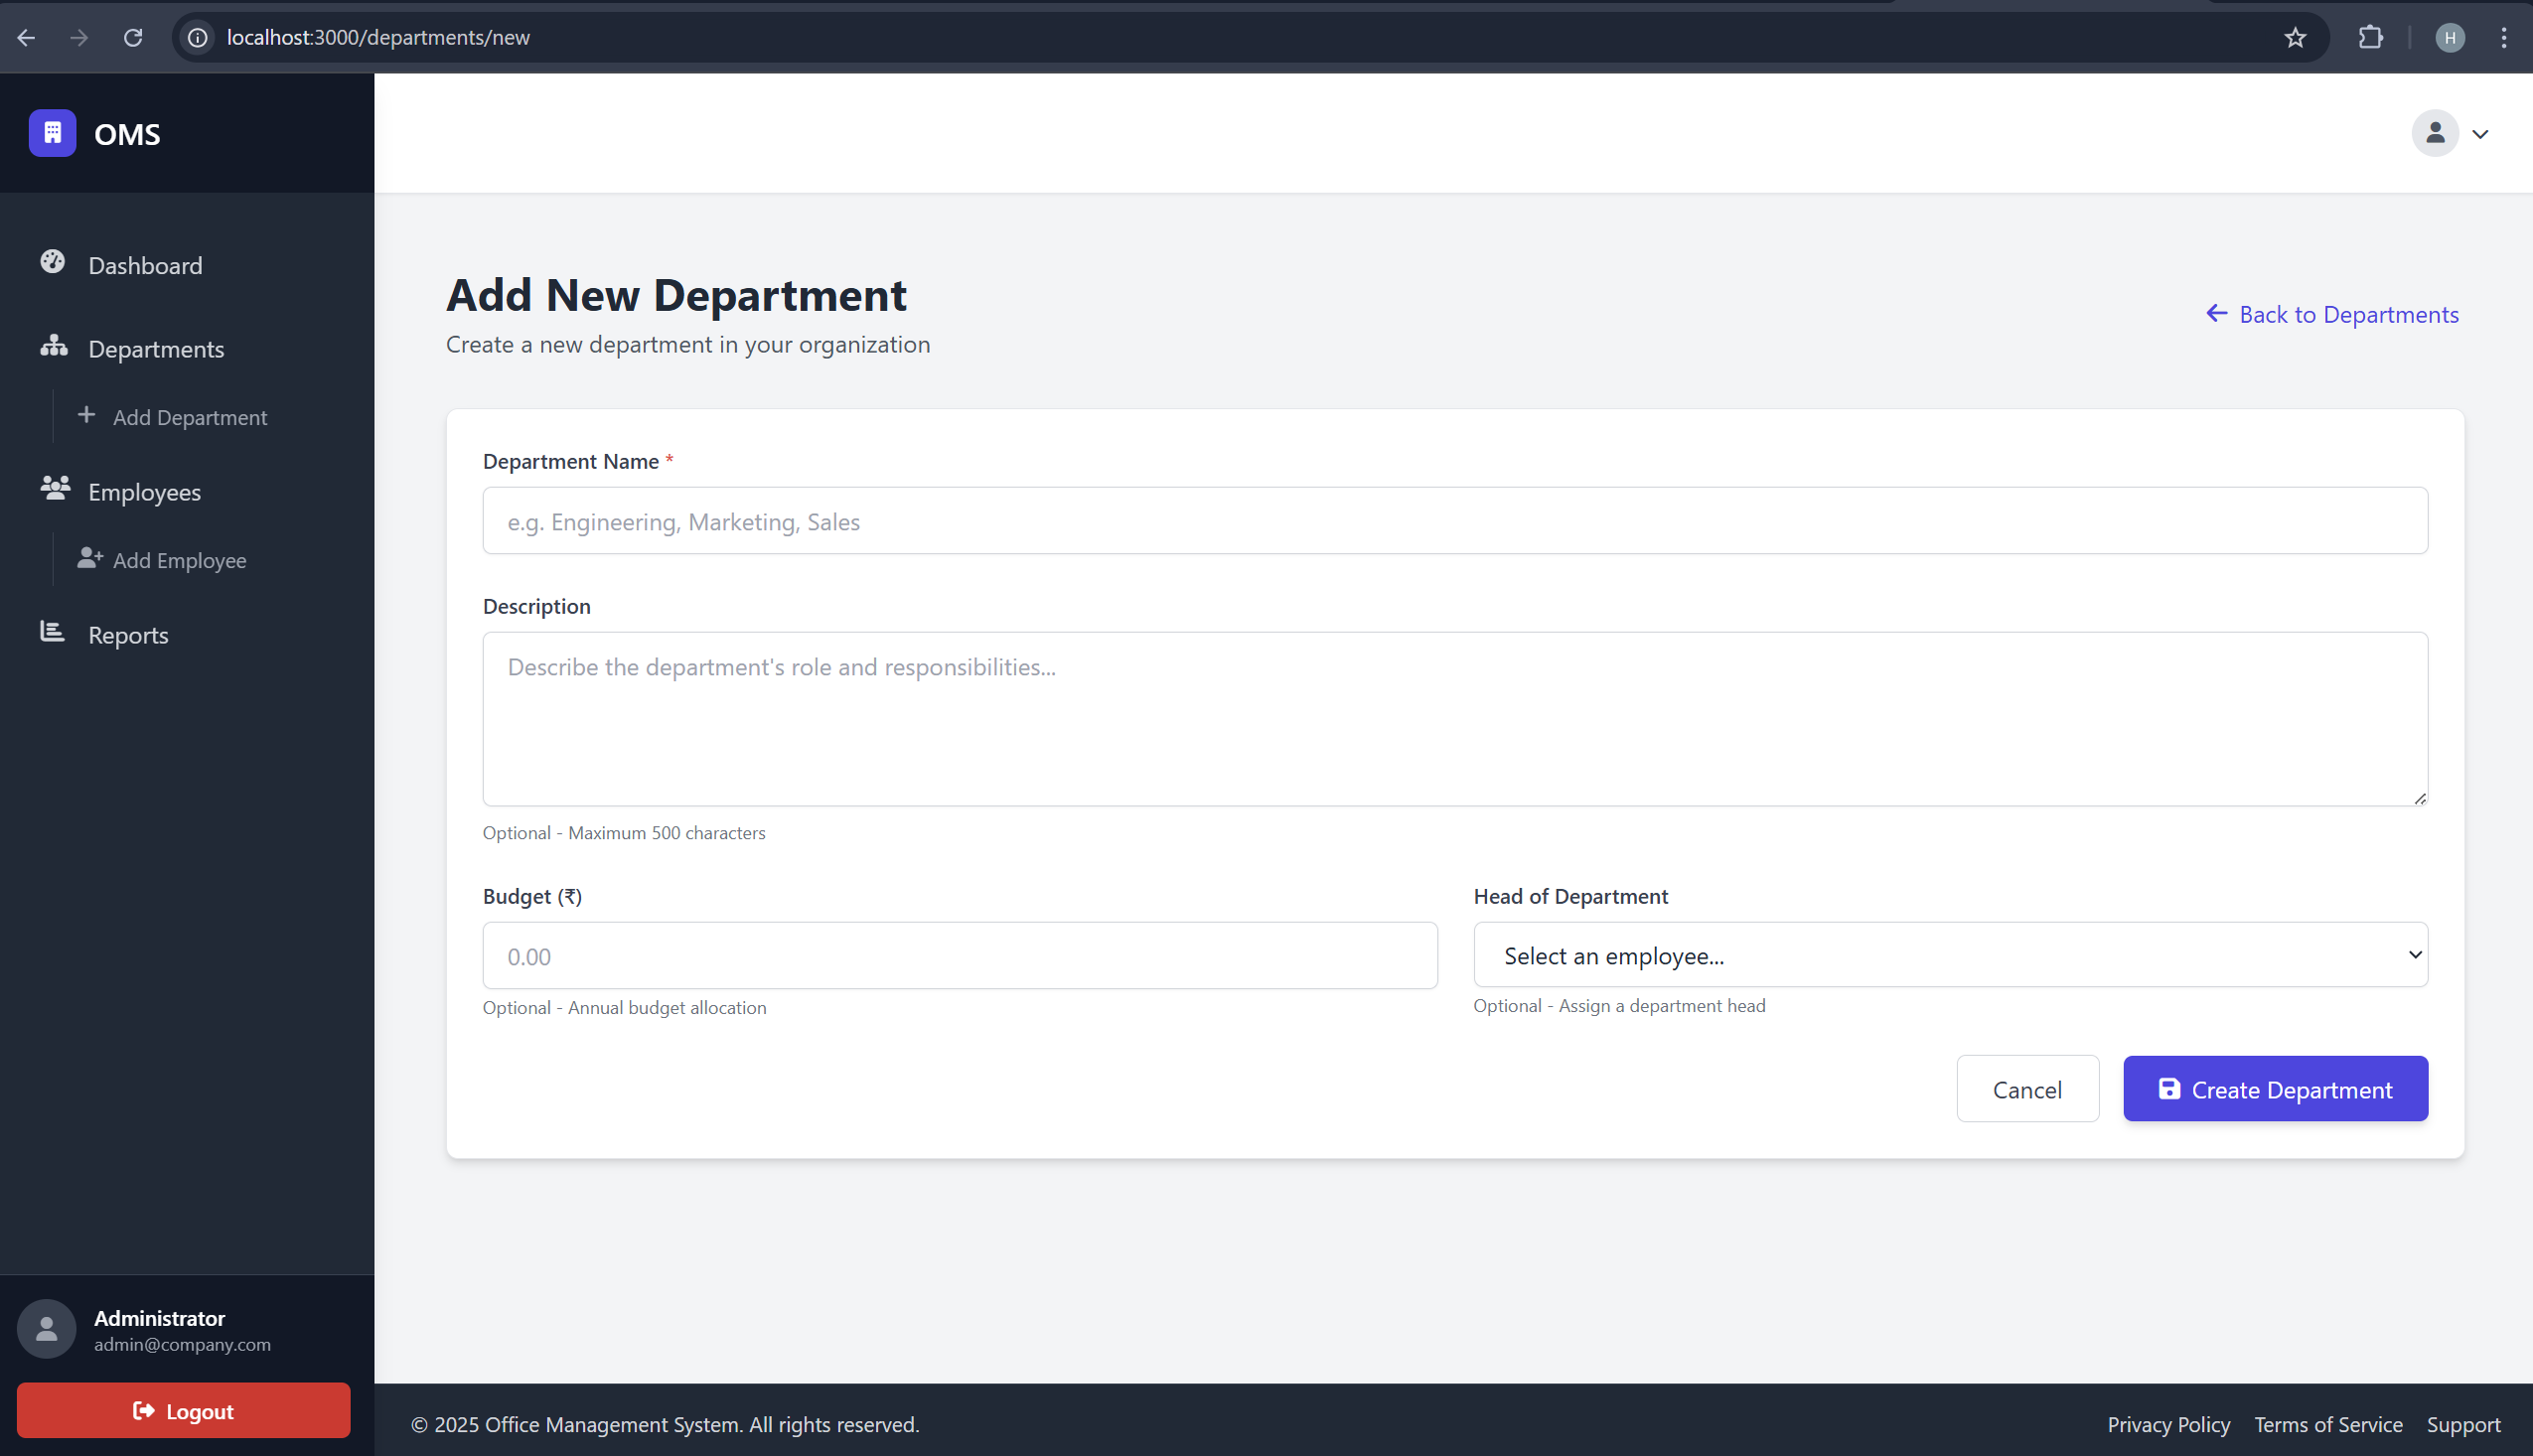 localhost:3000/departments/new
H
OMS
Dashboard
Departments
Add Department
Employees
Add Employee
Reports
Administrator
admin@company.com
Logout
Add New Department
Create a new department in your organization
Back to Departments
Department Name *
e.g. Engineering, Marketing, Sales
Description
Describe the department's role and responsibilities...
Optional - Maximum 500 characters
Budget (₹)
0.00
Optional - Annual budget allocation
Head of Department
Select an employee...
Optional - Assign a department head
Cancel
Create Department
© 2025 Office Management System. All rights reserved.
Privacy Policy Terms of Service Support